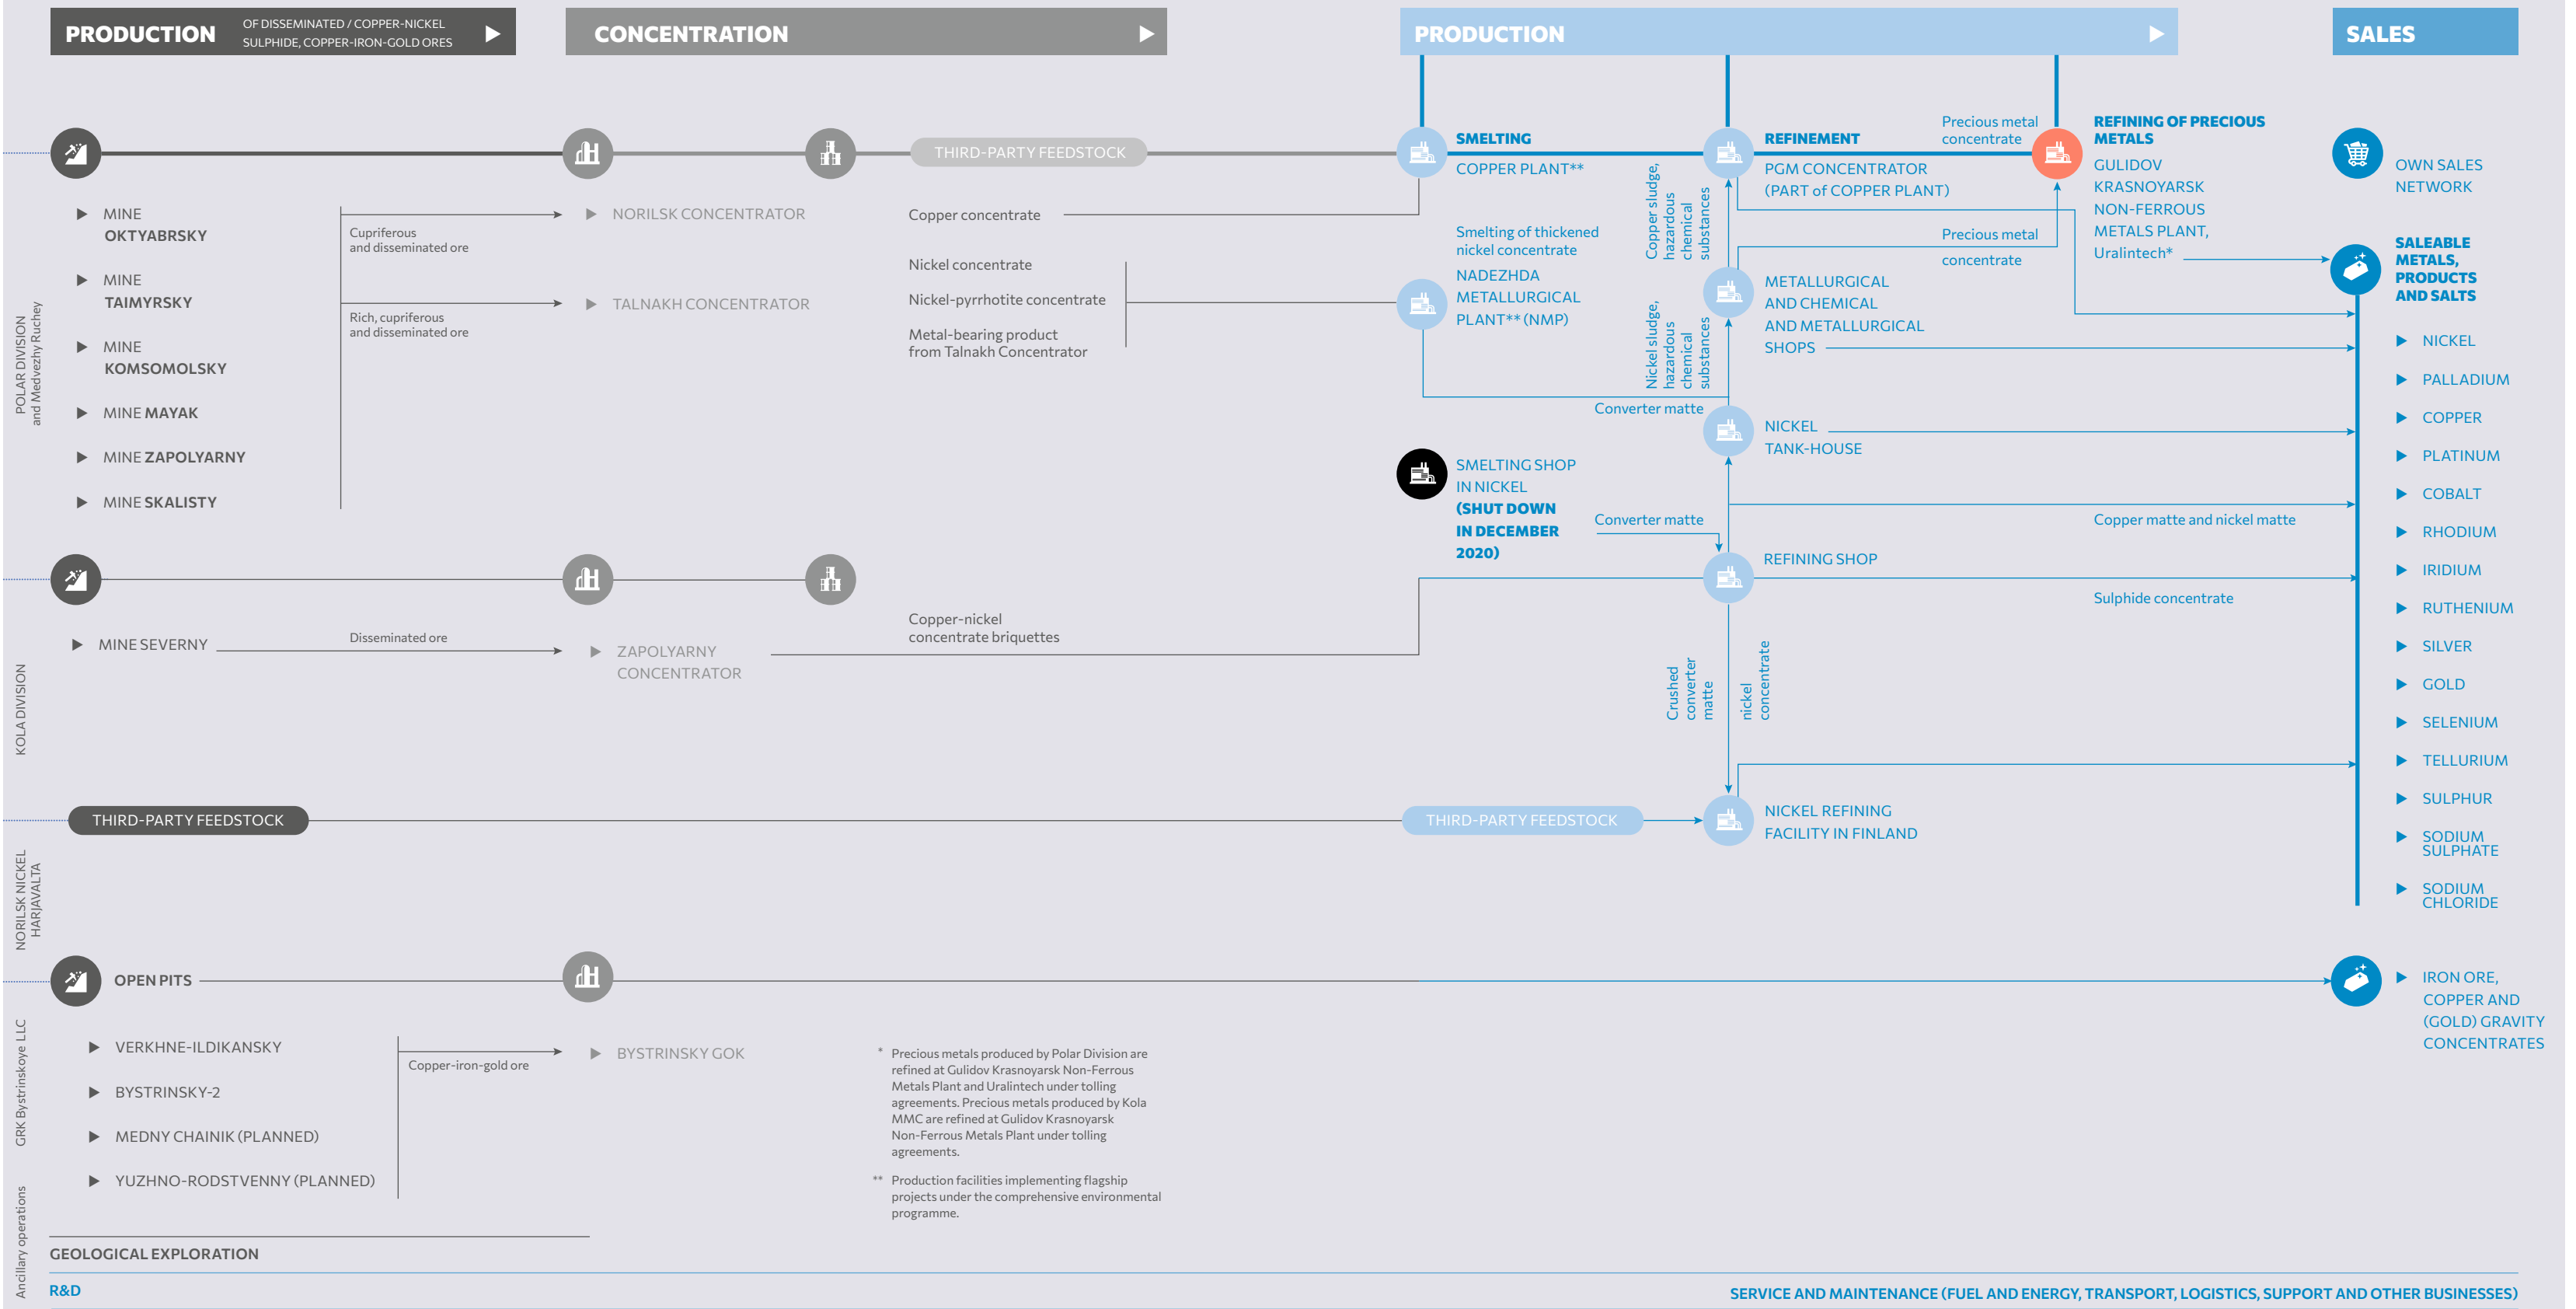 PRODUCTION
OF DISSEMINATED / COPPER-NICKEL
SULPHIDE, COPPER-IRON-GOLD ORES
CONCENTRATION
PRODUCTION
SALES
POLAR DIVISION
and Medvezhy Ruchey
MINE
OKTYABRSKY
MINE
TAIMYRSKY
MINE
KOMSOMOLSKY
MINE MAYAK
MINE ZAPOLYARNY
MINE SKALISTY
Cupriferous
and disseminated ore
Rich, cupriferous
and disseminated ore
NORILSK CONCENTRATOR
TALNAKH CONCENTRATOR
THIRD-PARTY FEEDSTOCK
Copper concentrate
Nickel concentrate
Nickel-pyrrhotite concentrate
Metal-bearing product
from Talnakh Concentrator
SMELTING
COPPER PLANT**
Smelting of thickened
nickel concentrate
NADEZHDA
METALLURGICAL
PLANT** (NMP)
SMELTING SHOP
IN NICKEL
(SHUT DOWN
IN DECEMBER
2020)
Copper sludge,
hazardous
chemical
substances
Nickel sludge,
hazardous
chemical
substances
Converter matte
Converter matte
REFINEMENT
PGM CONCENTRATOR
(PART of COPPER PLANT)
Precious metal
concentrate
Precious metal
concentrate
METALLURGICAL
AND CHEMICAL
AND METALLURGICAL
SHOPS
NICKEL
TANK-HOUSE
Copper matte and nickel matte
REFINING SHOP
Sulphide concentrate
REFINING OF PRECIOUS
METALS
GULIDOV
KRASNOYARSK
NON-FERROUS
METALS PLANT,
Uralintech*
OWN SALES
NETWORK
SALEABLE
METALS,
PRODUCTS
AND SALTS
NICKEL
PALLADIUM
COPPER
PLATINUM
COBALT
RHODIUM
IRIDIUM
RUTHENIUM
SILVER
GOLD
SELENIUM
TELLURIUM
SULPHUR
SODIUM
SULPHATE
SODIUM
CHLORIDE
KOLA DIVISION
MINE SEVERNY
Disseminated ore
ZAPOLYARNY
CONCENTRATOR
Copper-nickel
concentrate briquettes
Crushed
converter
matte
nickel
concentrate
NORILSK NICKEL
HARJAVALTA
THIRD-PARTY FEEDSTOCK
THIRD-PARTY FEEDSTOCK
NICKEL REFINING
FACILITY IN FINLAND
GRK Bystrinskoye LLC
OPEN PITS
VERKHNE-ILDIKANSKY
BYSTRINSKY-2
MEDNY CHAINIK (PLANNED)
YUZHNO-RODSTVENNY (PLANNED)
Copper-iron-gold ore
BYSTRINSKY GOK
IRON ORE,
COPPER AND
(GOLD) GRAVITY
CONCENTRATES
* Precious metals produced by Polar Division are
refined at Gulidov Krasnoyarsk Non-Ferrous
Metals Plant and Uralintech under tolling
agreements. Precious metals produced by Kola
MMC are refined at Gulidov Krasnoyarsk
Non-Ferrous Metals Plant under tolling
agreements.
** Production facilities implementing flagship
projects under the comprehensive environmental
programme.
Ancillary operations
GEOLOGICAL EXPLORATION
R&D
SERVICE AND MAINTENANCE (FUEL AND ENERGY, TRANSPORT, LOGISTICS, SUPPORT AND OTHER BUSINESSES)